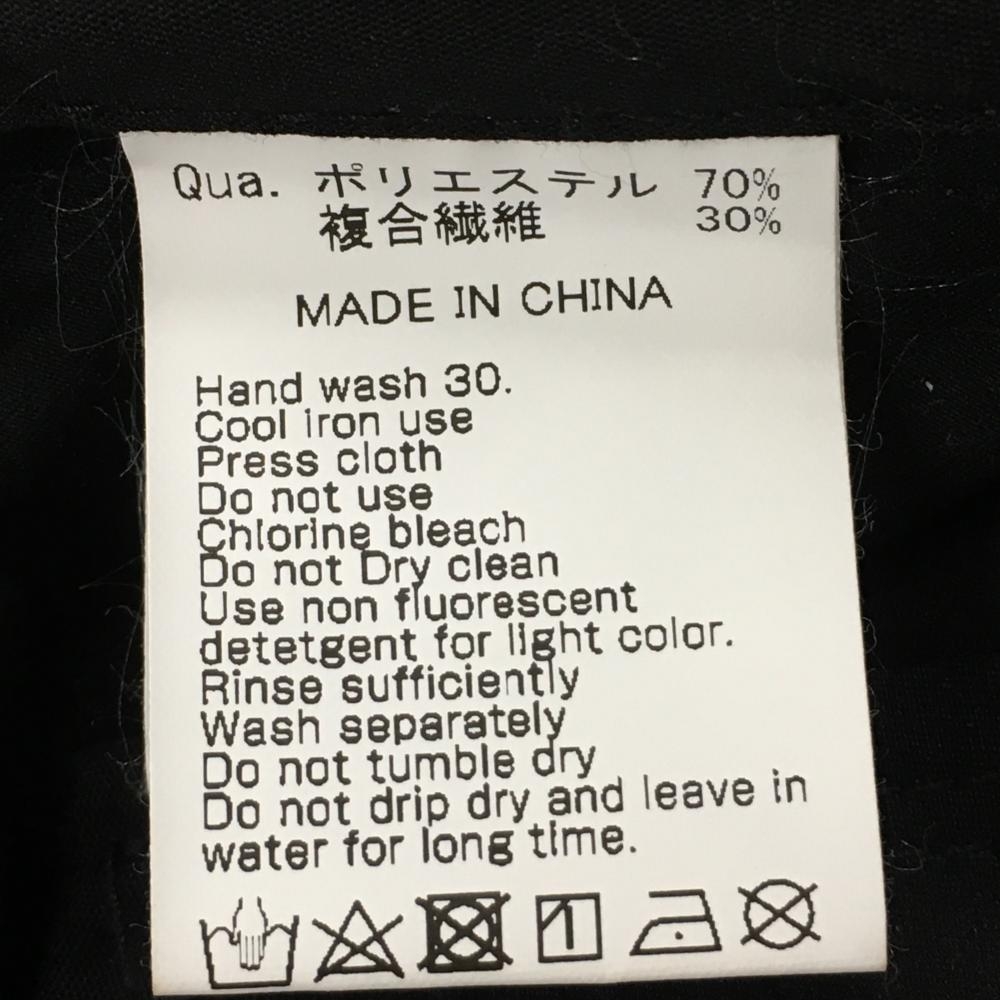 Qua. ポリエステル 70%
複合繊維 30%
MADE IN CHINA
Hand wash 30.
Cool iron use
Press cloth
Do not use
Chlorine bleach
Do not Dry clean
Use non fluorescent
detetgent for light color.
Rinse sufficiently
Wash separately
Do not tumble dry
Do not drip dry and leave in
water for long time.